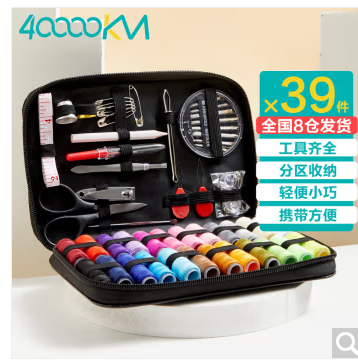 40000KM
×39件
全国8仓发货
工具齐全
分区收纳
轻便小巧
携带方便